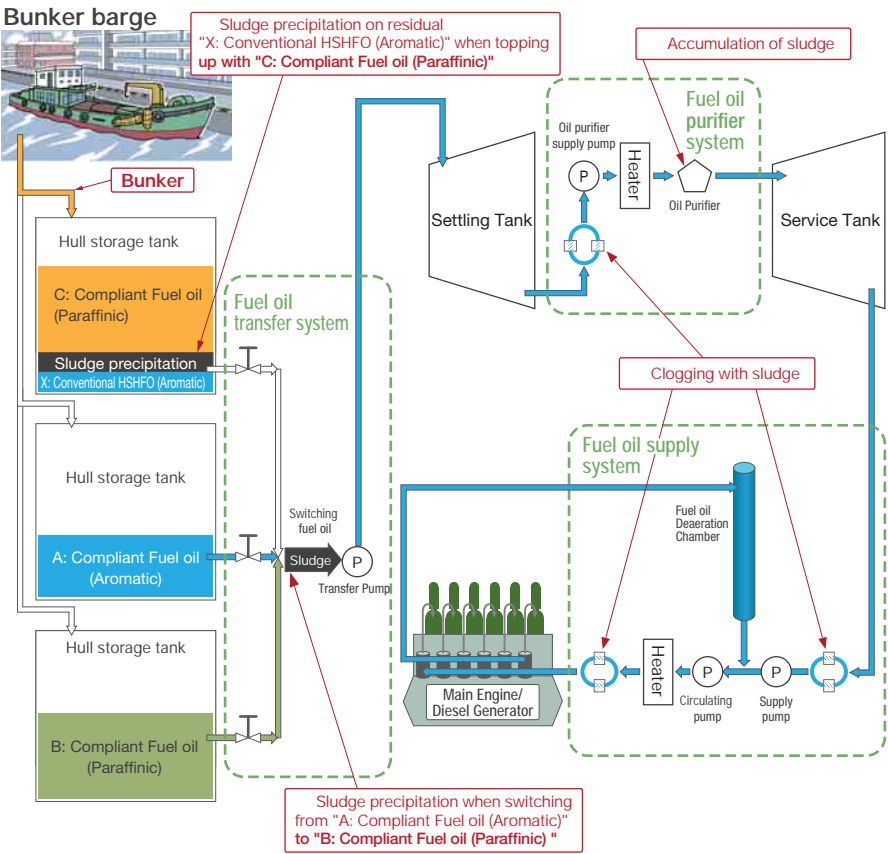 Bunker barge
Sludge precipitation on residual
"X: Conventional HSHFO (Aromatic)" when topping
up with "C: Compliant Fuel oil (Paraffinic)"
Accumulation of sludge
Bunker
Fuel oil
purifier
system
Oil purifier
supply pump
P
Heater
Oil Purifier
Settling Tank
Service Tank
Hull storage tank
C: Compliant Fuel oil
(Paraffinic)
Sludge precipitation
X: Conventional HSHFO (Aromatic)
Fuel oil
transfer system
Clogging with sludge
Hull storage tank
A: Compliant Fuel oil
(Aromatic)
Switching
fuel oil
Sludge
P
Transfer Pump
Fuel oil supply
system
Fuel oil
Deaeration
Chamber
Hull storage tank
B: Compliant Fuel oil
(Paraffinic)
Main Engine/
Diesel Generator
Heater
P
Circulating
pump
P
Supply
pump
Sludge precipitation when switching
from "A: Compliant Fuel oil (Aromatic)"
to "B: Compliant Fuel oil (Paraffinic) "